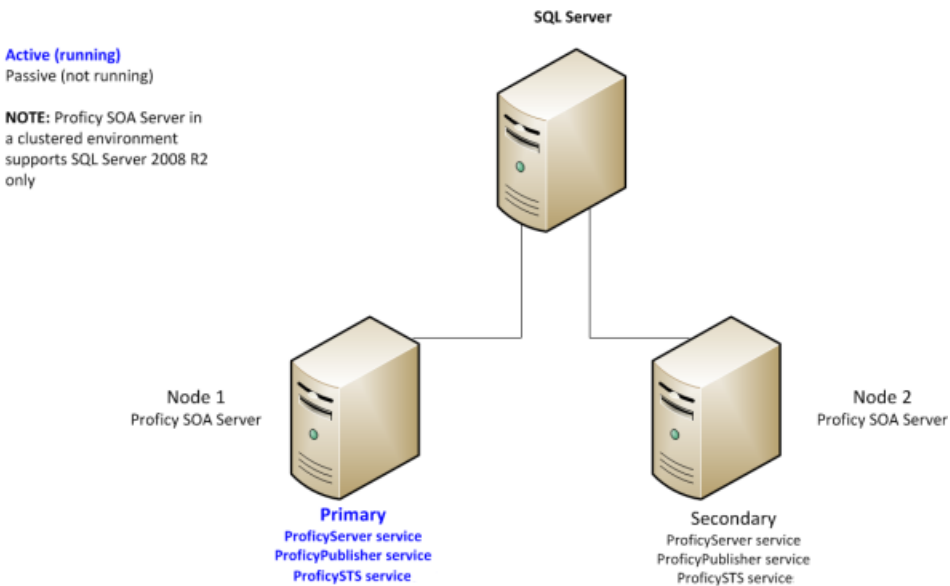 SQL Server
Active (running)
Passive (not running)
NOTE: Proficy SOA Server in
a clustered environment
supports SQL Server 2008 R2
only
Node 1
Proficy SOA Server
Node 2
Proficy SOA Server
Primary
ProficyServer service
ProficyPublisher service
ProficySTS service
Secondary
ProficyServer service
ProficyPublisher service
ProficySTS service